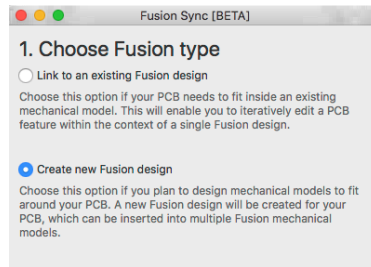 Fusion Sync [BETA]
1. Choose Fusion type
Link to an existing Fusion design
Choose this option if your PCB needs to fit inside an existing
mechanical model. This will enable you to iteratively edit a PCB
feature within the context of a single Fusion design.
Create new Fusion design
Choose this option if you plan to design mechanical models to fit
around your PCB. A new Fusion design will be created for your
PCB, which can be inserted into multiple Fusion mechanical
models.